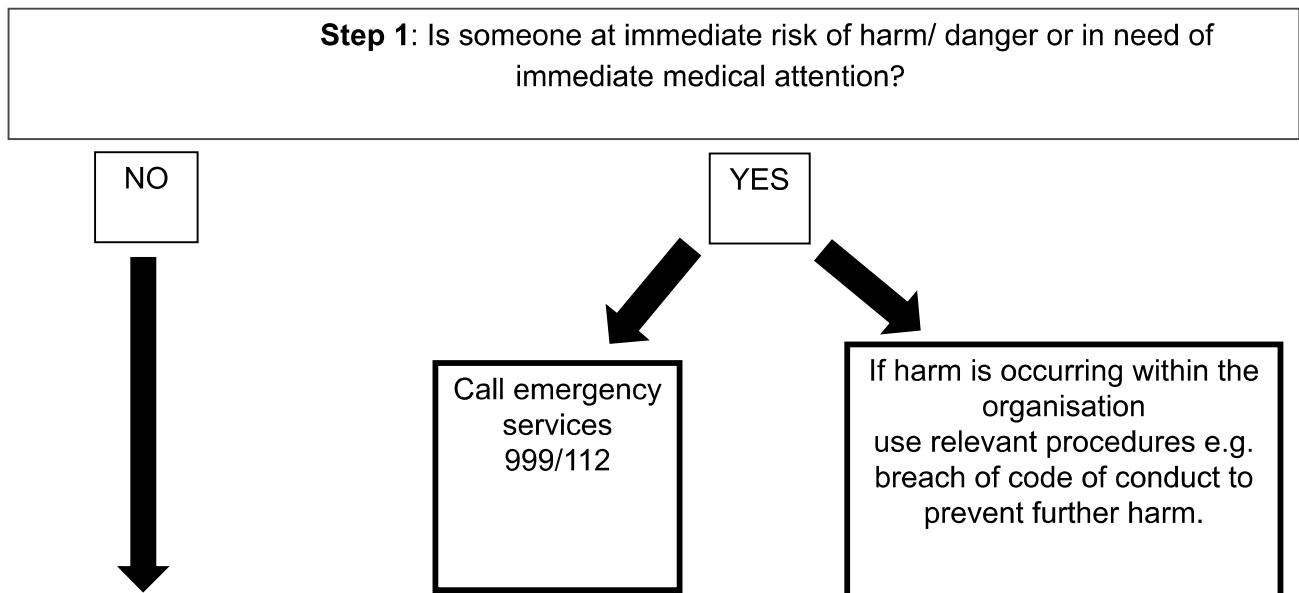 Step 1: Is someone at immediate risk of harm/ danger or in need of
immediate medical attention?
NO
YES
Call emergency
services
999/112
If harm is occurring within the
organisation
use relevant procedures e.g.
breach of code of conduct to
prevent further harm.